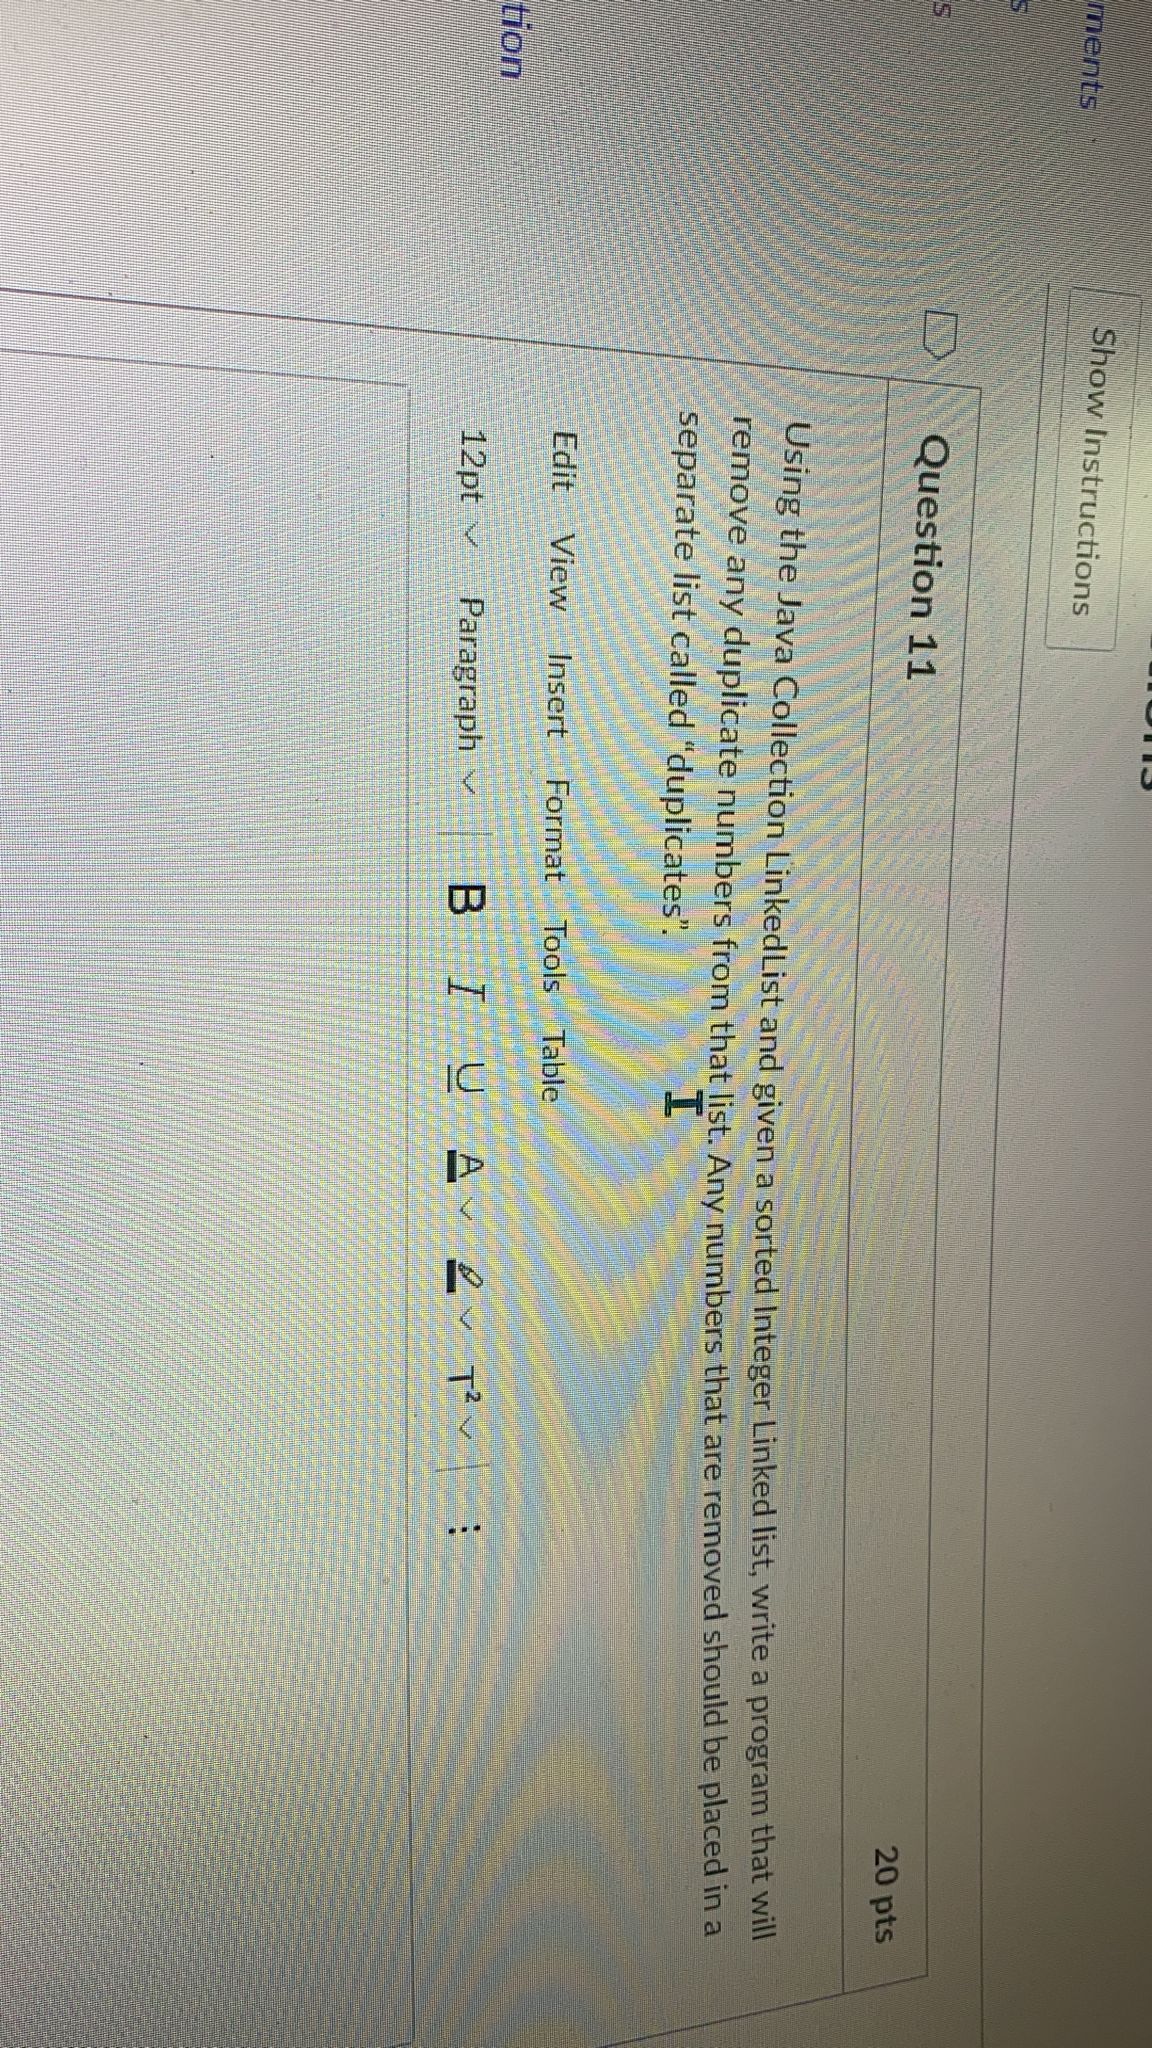 ments
Show Instructions
s
s
Question 11
20 pts
Using the Java Collection LinkedList and given a sorted Integer Linked list, write a program that will
remove any duplicate numbers from that list. Any numbers that are removed should be placed in a
separate list called “duplicates”.
Edit View Insert Format Tools Table
tion
12pt Paragraph B I U A T²